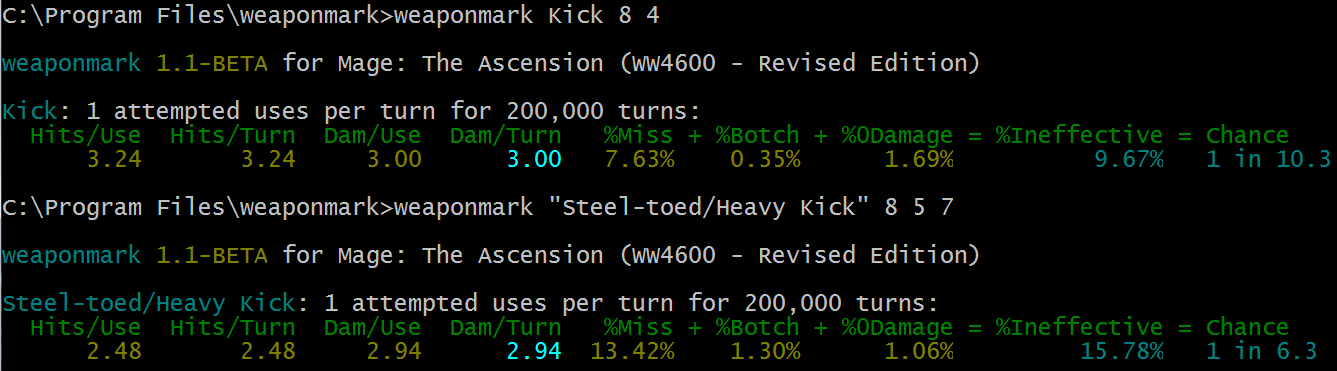 C:\Program Files\weaponmark>weaponmark Kick 8 4
weaponmark 1.1-BETA for Mage: The Ascension (WW4600 - Revised Edition)
Kick: 1 attempted uses per turn for 200,000 turns:
Hits/Use Hits/Turn Dam/Use Dam/Turn %Miss + %Botch + %0Damage = %Ineffective = Chance
3.24 3.24 3.00 3.00 7.63% 0.35% 1.69% 9.67% 1 in 10.3
C:\Program Files\weaponmark>weaponmark "Steel-toed/Heavy Kick" 8 5 7
weaponmark 1.1-BETA for Mage: The Ascension (WW4600 - Revised Edition)
Steel-toed/Heavy Kick: 1 attempted uses per turn for 200,000 turns:
Hits/Use Hits/Turn Dam/Use Dam/Turn %Miss + %Botch + %0Damage = %Ineffective = Chance
2.48 2.48 2.94 2.94 13.42% 1.30% 1.06% 15.78% 1 in 6.3